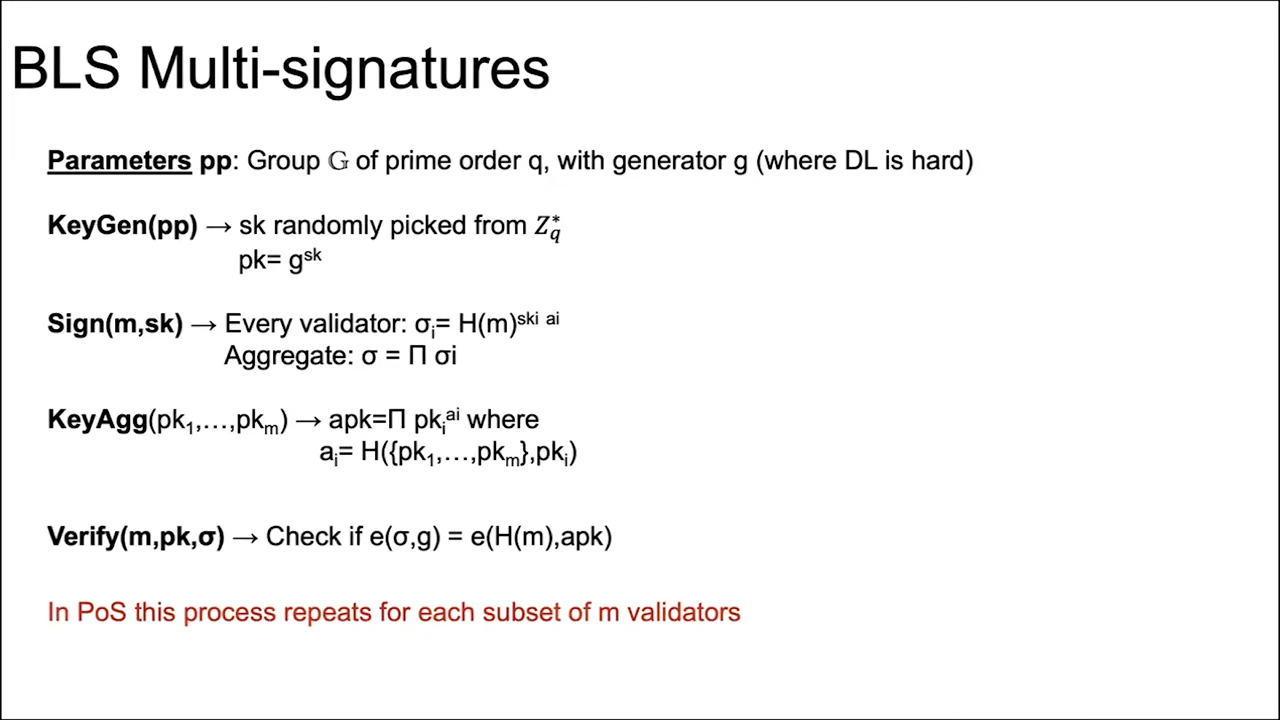 BLS Multi-signatures
Parameters pp: Group 𝔾 of prime order q, with generator g (where DL is hard)
KeyGen(pp) → sk randomly picked from Z*q
pk= g^sk
Sign(m,sk) → Every validator: σi= H(m)^ski ai
Aggregate: σ = Π σi
KeyAgg(pk1,…,pkm) → apk=Π pki^ai where
ai= H({pk1,…,pkm},pki)
Verify(m,pk,σ) → Check if e(σ,g) = e(H(m),apk)
In PoS this process repeats for each subset of m validators